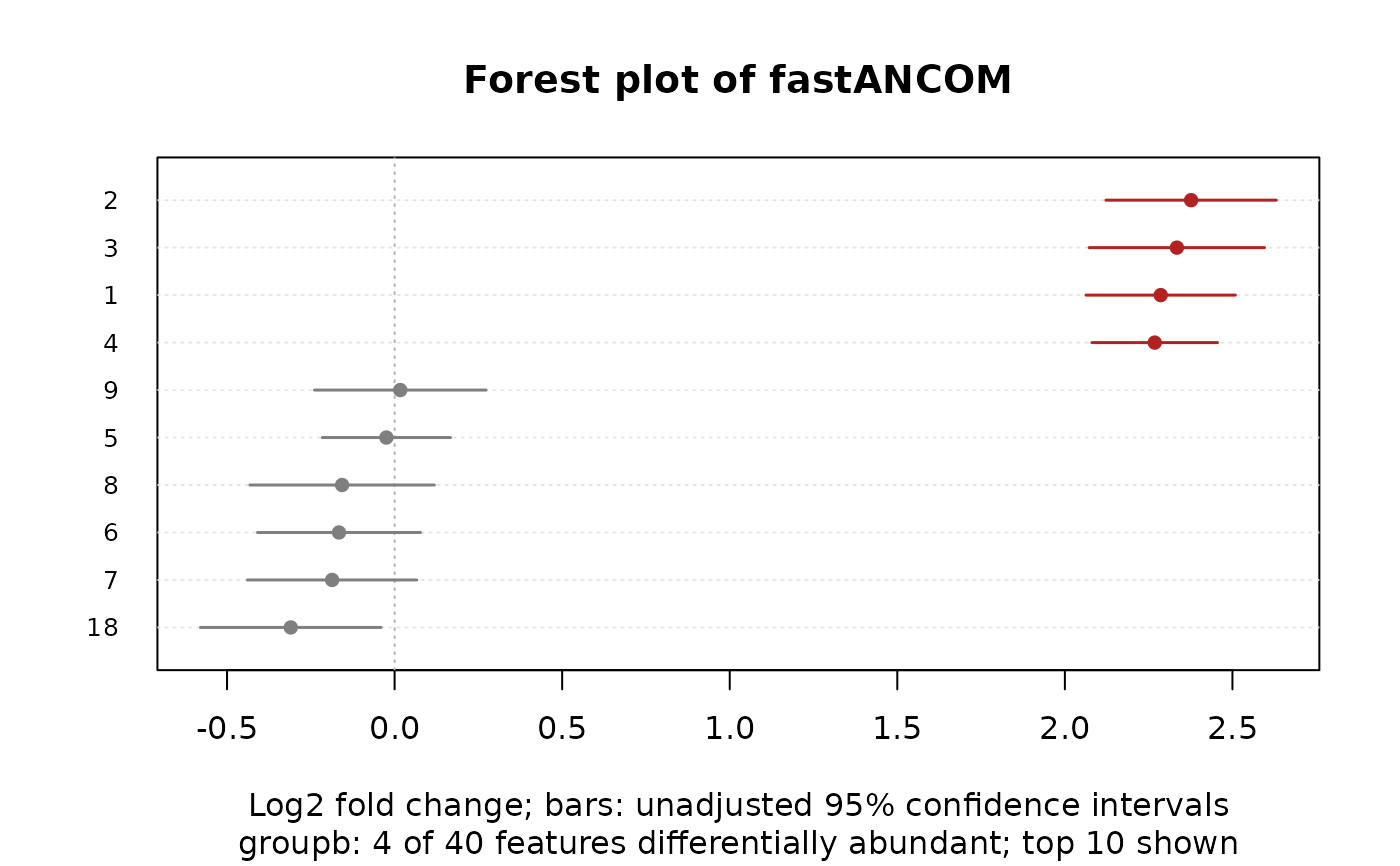 Forest plot of fastANCOM
2
3
1
4
9
5
8
6
7
18
-0.5 0.0 0.5 1.0 1.5 2.0 2.5
Log2 fold change; bars: unadjusted 95% confidence intervals
groupb: 4 of 40 features differentially abundant; top 10 shown